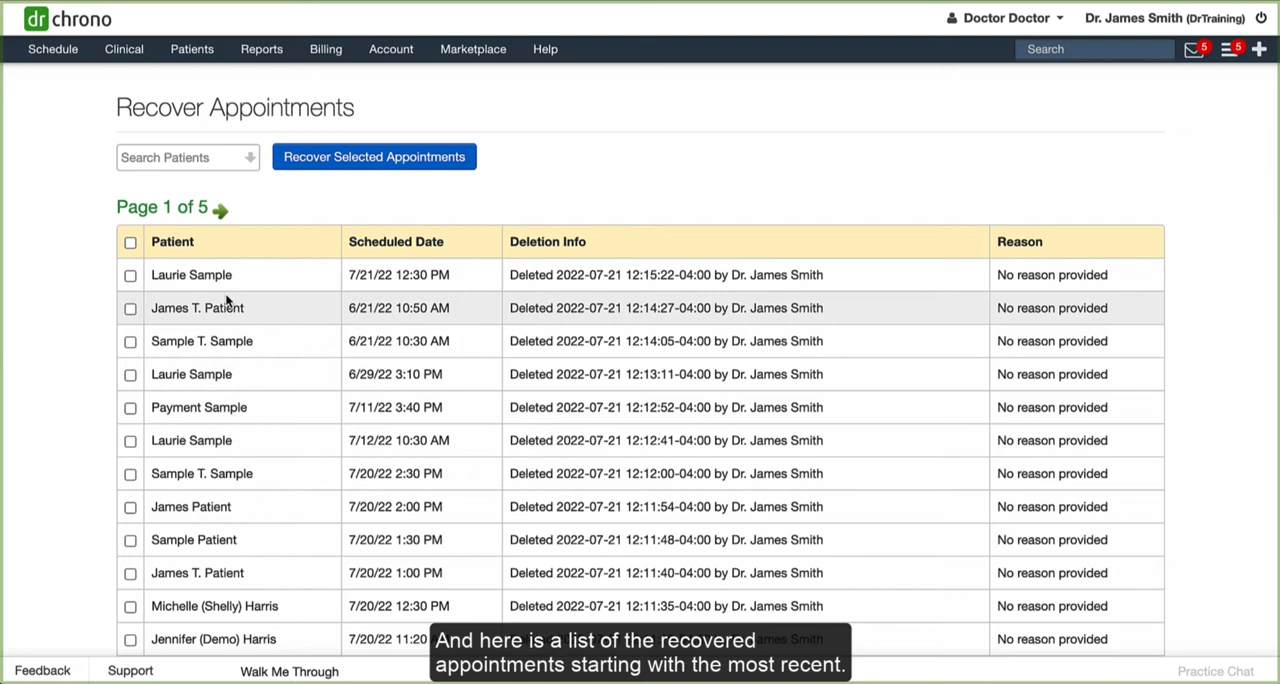 dr chrono Doctor Doctor Dr. James Smith (DrTraining)
Schedule Clinical Patients Reports Billing Account Marketplace Help Search 5 5
Recover Appointments
Search Patients Recover Selected Appointments
Page 1 of 5
Patient Scheduled Date Deletion Info Reason
Laurie Sample 7/21/22 12:30 PM Deleted 2022-07-21 12:15:22-04:00 by Dr. James Smith No reason provided
James T. Patient 6/21/22 10:50 AM Deleted 2022-07-21 12:14:27-04:00 by Dr. James Smith No reason provided
Sample T. Sample 6/21/22 10:30 AM Deleted 2022-07-21 12:14:05-04:00 by Dr. James Smith No reason provided
Laurie Sample 6/29/22 3:10 PM Deleted 2022-07-21 12:13:11-04:00 by Dr. James Smith No reason provided
Payment Sample 7/11/22 3:40 PM Deleted 2022-07-21 12:12:52-04:00 by Dr. James Smith No reason provided
Laurie Sample 7/12/22 10:30 AM Deleted 2022-07-21 12:12:41-04:00 by Dr. James Smith No reason provided
Sample T. Sample 7/20/22 2:30 PM Deleted 2022-07-21 12:12:00-04:00 by Dr. James Smith No reason provided
James Patient 7/20/22 2:00 PM Deleted 2022-07-21 12:11:54-04:00 by Dr. James Smith No reason provided
Sample Patient 7/20/22 1:30 PM Deleted 2022-07-21 12:11:48-04:00 by Dr. James Smith No reason provided
James T. Patient 7/20/22 1:00 PM Deleted 2022-07-21 12:11:40-04:00 by Dr. James Smith No reason provided
Michelle (Shelly) Harris 7/20/22 12:30 PM Deleted 2022-07-21 12:11:35-04:00 by Dr. James Smith No reason provided
Jennifer (Demo) Harris 7/20/22 11:20 No reason provided
And here is a list of the recovered
appointments starting with the most recent.
Feedback Support Walk Me Through Practice Chat